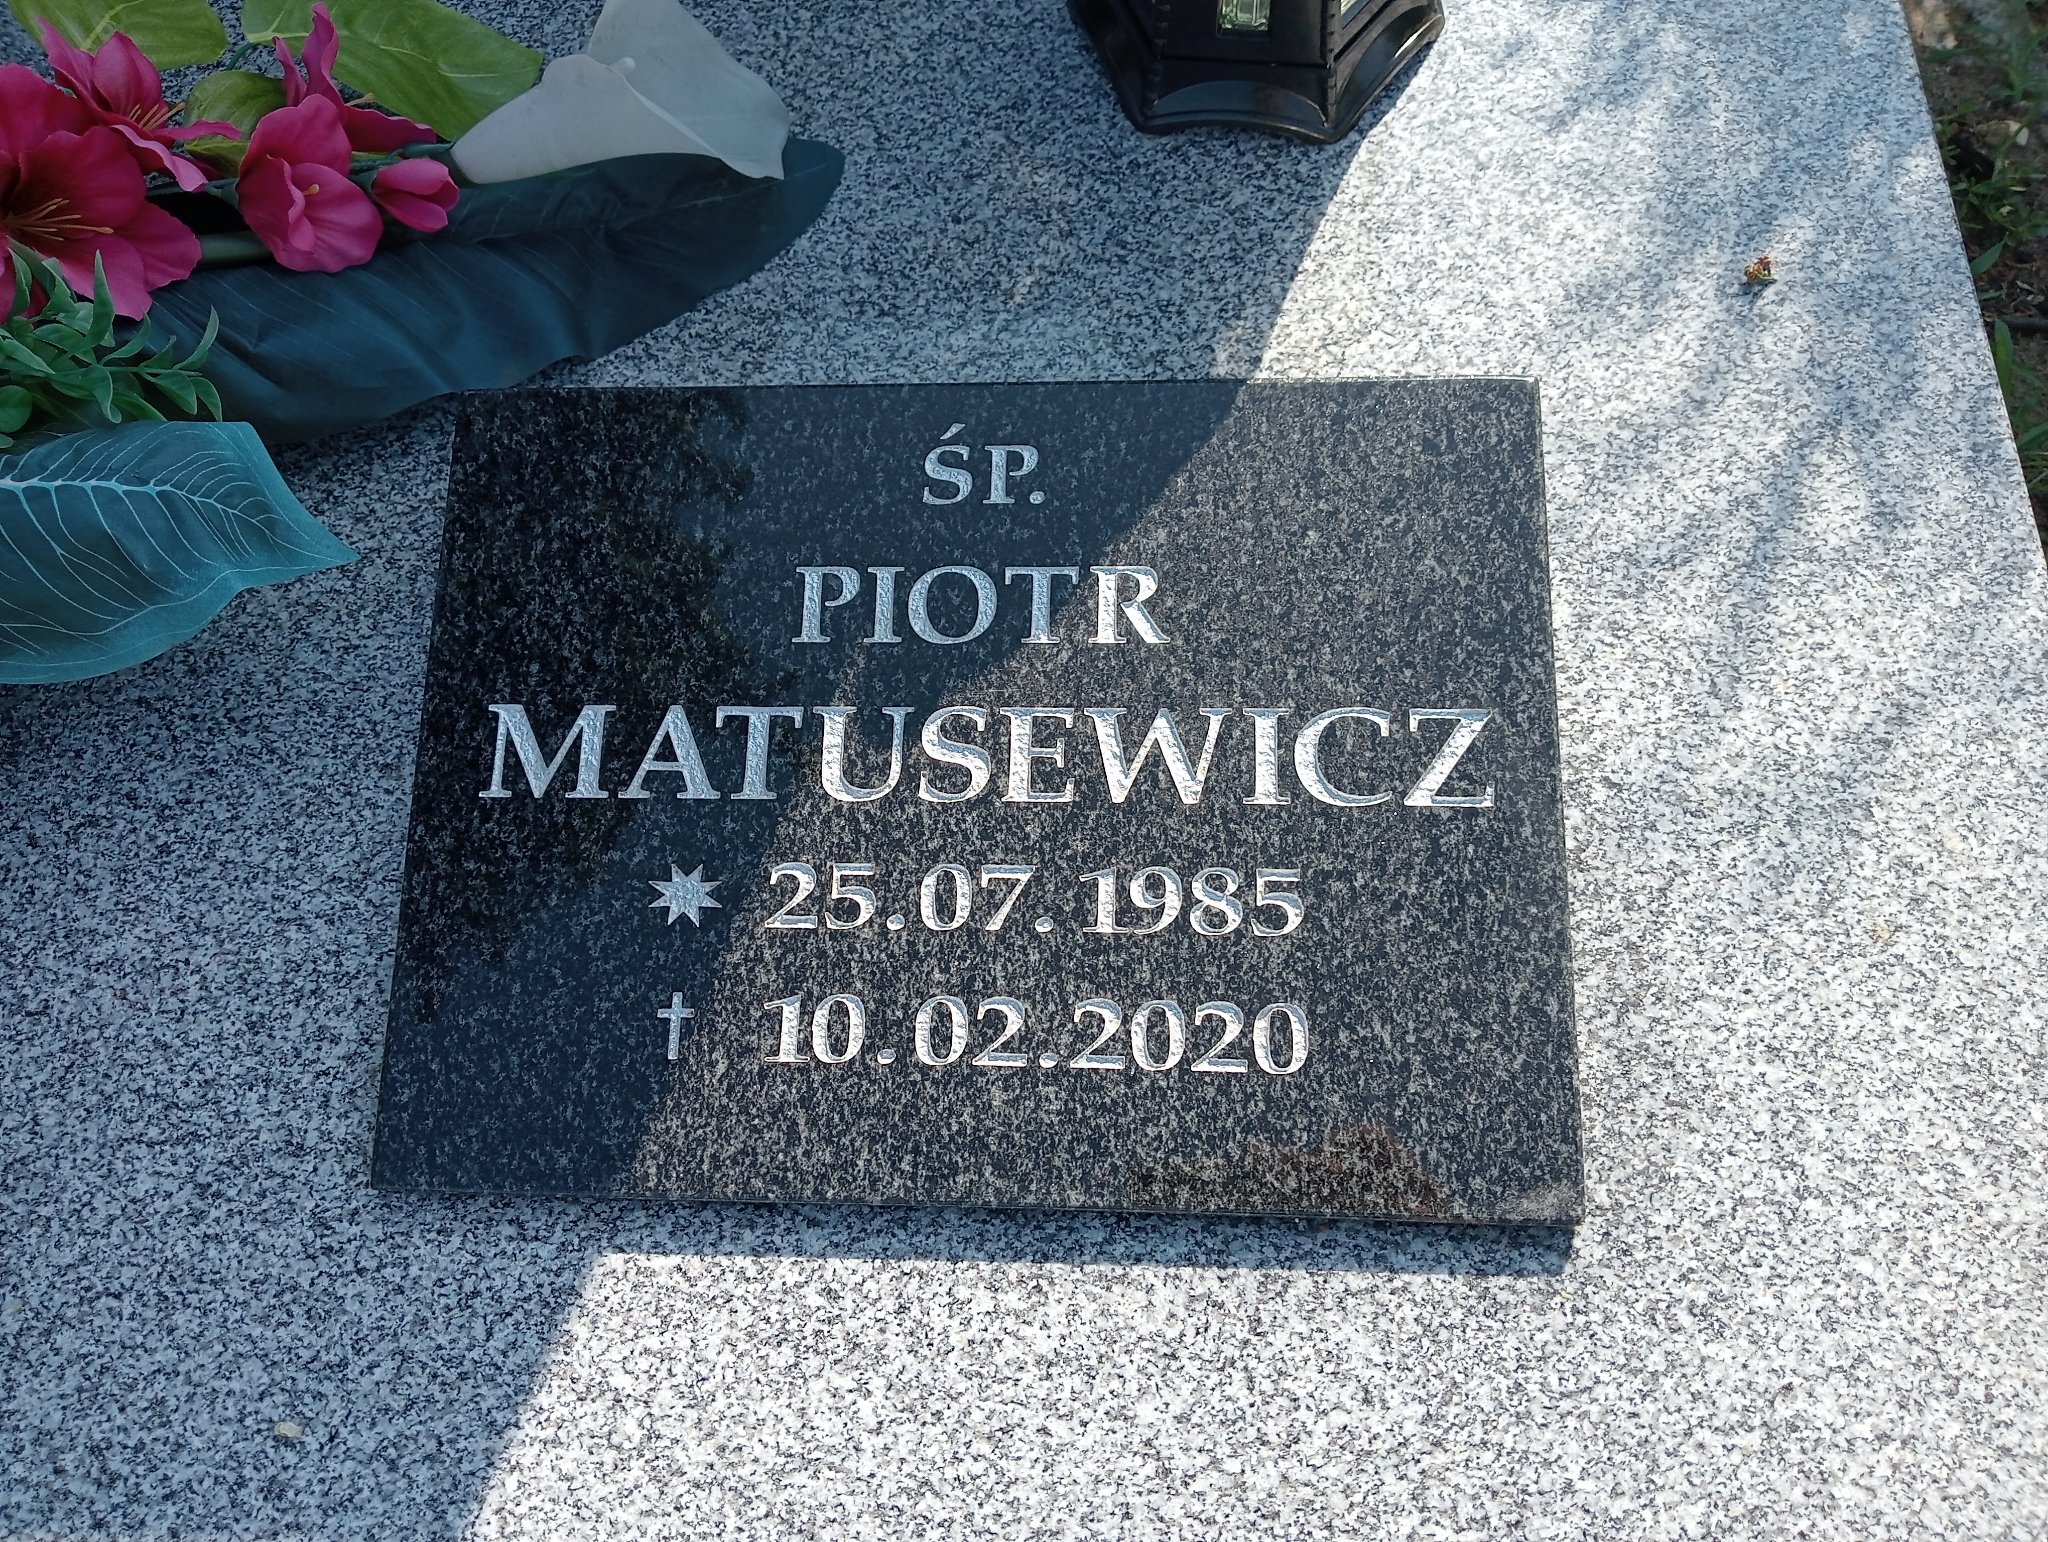 ŚP.
PIOTR
MATUSEWICZ
* 25.07.1985
† 10.02.2020